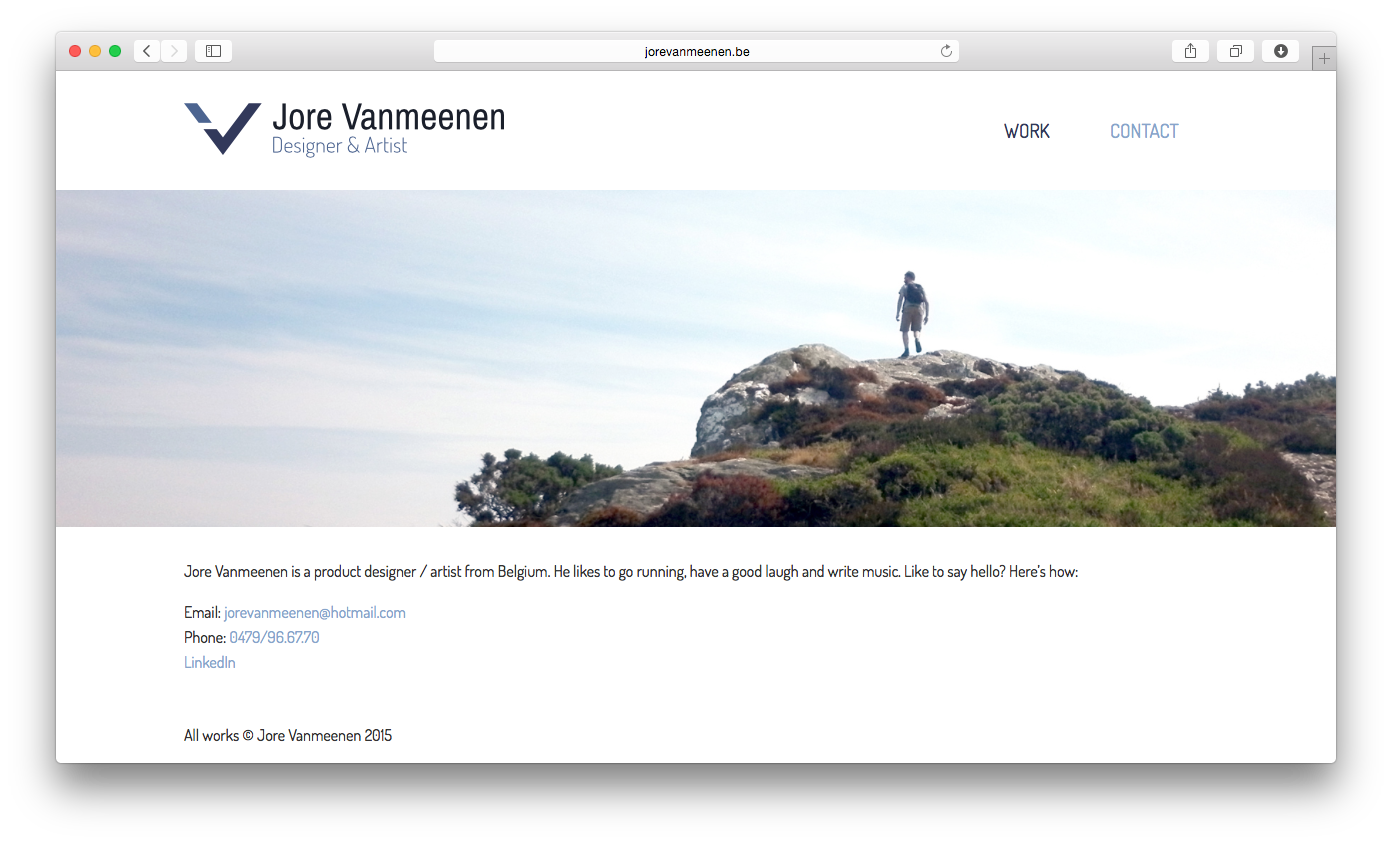 jorevanmeenen.be
Jore Vanmeenen
Designer & Artist
WORK
CONTACT
Jore Vanmeenen is a product designer / artist from Belgium. He likes to go running, have a good laugh and write music. Like to say hello? Here's how:
Email: jorevanmeenen@hotmail.com
Phone: 0479/96.67.70
LinkedIn
All works © Jore Vanmeenen 2015